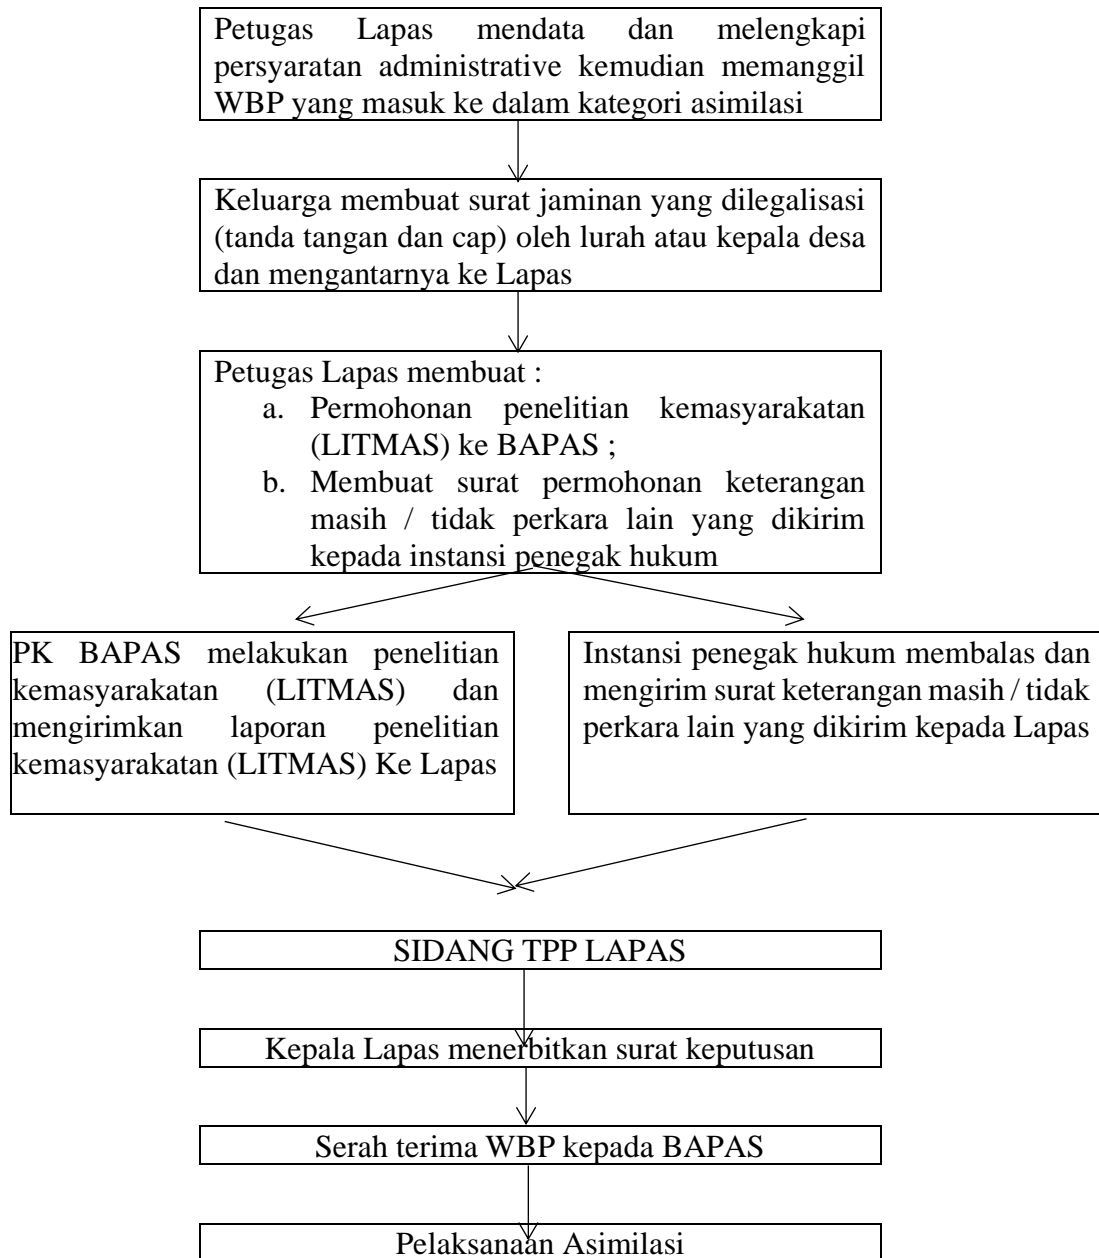 Petugas Lapas mendata dan melengkapi
persyaratan administrative kemudian memanggil
WBP yang masuk ke dalam kategori asimilasi
Keluarga membuat surat jaminan yang dilegalisasi
(tanda tangan dan cap) oleh lurah atau kepala desa
dan mengantarnya ke Lapas
Petugas Lapas membuat :
a. Permohonan penelitian kemasyarakatan
(LITMAS) ke BAPAS ;
b. Membuat surat permohonan keterangan
masih / tidak perkara lain yang dikirim
kepada instansi penegak hukum
PK BAPAS melakukan penelitian
kemasyarakatan (LITMAS) dan
mengirimkan laporan penelitian
kemasyarakatan (LITMAS) Ke Lapas
Instansi penegak hukum membalas dan
mengirim surat keterangan masih / tidak
perkara lain yang dikirim kepada Lapas
SIDANG TPP LAPAS
Kepala Lapas menerbitkan surat keputusan
Serah terima WBP kepada BAPAS
Pelaksanaan Asimilasi